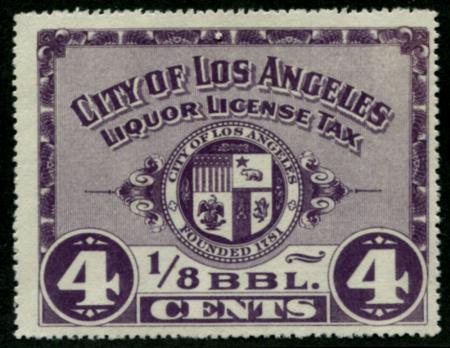 CITY OF LOS ANGELES
LIQUOR LICENSE TAX
CITY OF LOS ANGELES
FOUNDED 1781
4 1/8 BBL. 4
CENTS